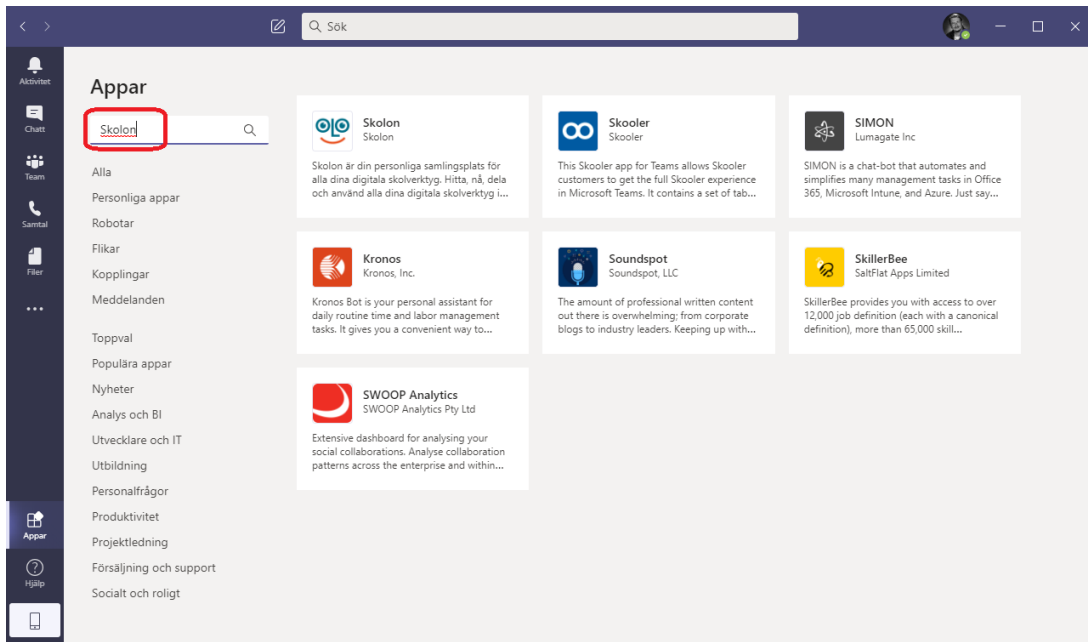 Sök
Aktivitet
Chatt
Team
Samtal
Filer
Appar
Hjälp
Appar
Skolon
Alla
Personliga appar
Robotar
Flikar
Kopplingar
Meddelanden
Toppval
Populära appar
Nyheter
Analys och BI
Utvecklare och IT
Utbildning
Personalfrågor
Produktivitet
Projektledning
Försäljning och support
Socialt och roligt
Skolon
Skolon
Skolon är din personliga samlingsplats för
alla dina digitala skolverktyg. Hitta, nå, dela
och använd alla dina digitala skolverktyg i...
Skooler
Skooler
This Skooler app for Teams allows Skooler
customers to get the full Skooler experience
in Microsoft Teams. It contains a set of tab...
SIMON
Lumagate Inc
SIMON is a chat-bot that automates and
simplifies many management tasks in Office
365, Microsoft Intune, and Azure. Just say...
Kronos
Kronos, Inc.
Kronos Bot is your personal assistant for
daily routine time and labor management
tasks. It gives you a convenient way to...
Soundspot
Soundspot, LLC
The amount of professional written content
out there is overwhelming; from corporate
blogs to industry leaders. Keeping up with...
SkillerBee
SaltFlat Apps Limited
SkillerBee provides you with access to over
12,000 job definition (each with a canonical
definition), more than 65,000 skill...
SWOOP Analytics
SWOOP Analytics Pty Ltd
Extensive dashboard for analysing your
social collaborations. Analyse collaboration
patterns across the enterprise and within...